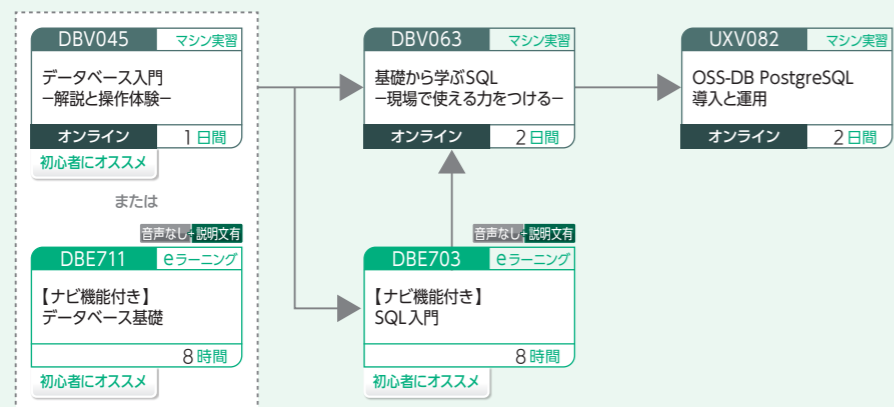 DBV045 マシン実習
データベース入門
−解説と操作体験−
オンライン 1日間
初心者にオススメ
または
音声なし+説明文有
DBE711 eラーニング
【ナビ機能付き】
データベース基礎
8時間
初心者にオススメ
DBV063 マシン実習
基礎から学ぶSQL
−現場で使える力をつける−
オンライン 2日間
音声なし+説明文有
DBE703 eラーニング
【ナビ機能付き】
SQL入門
8時間
初心者にオススメ
UXV082 マシン実習
OSS-DB PostgreSQL
導入と運用
オンライン 2日間